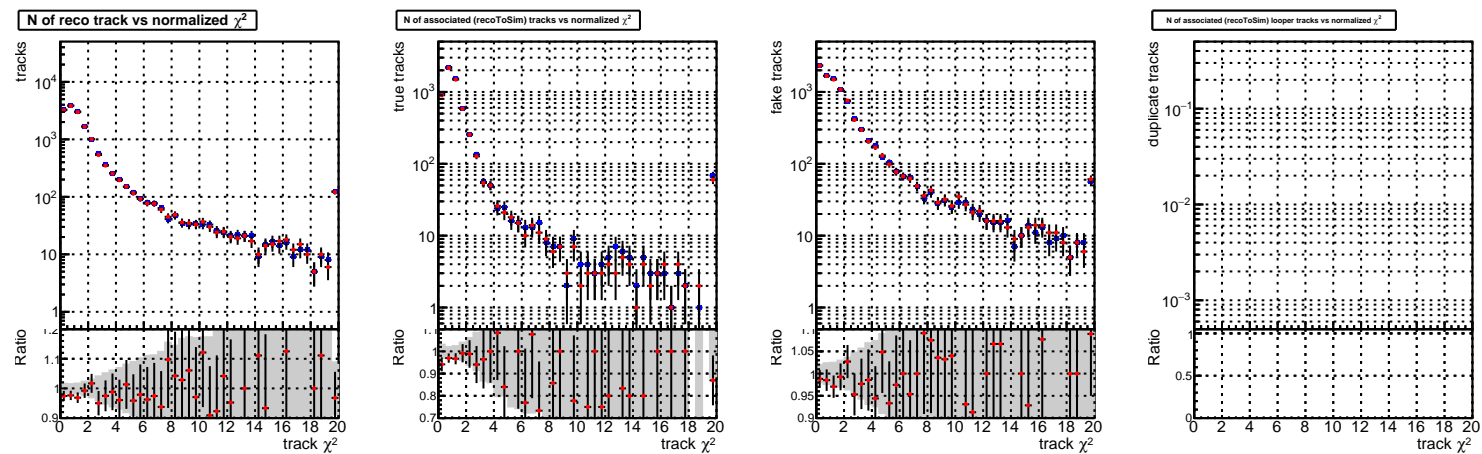 N of reco track vs normalized χ²
tracks
10⁴
10³
10²
10
1
Ratio
1.2
1.1
1
0.9
0 2 4 6 8 10 12 14 16 18 20
track χ²
N of associated (recoToSim) tracks vs normalized χ²
true tracks
10³
10²
10
1
Ratio
1.1
1
0.9
0.8
0.7
0 2 4 6 8 10 12 14 16 18 20
track χ²
fake tracks
10³
10²
10
1
Ratio
1.1
1.05
1
0.95
0.9
0 2 4 6 8 10 12 14 16 18 20
track χ²
N of associated (recoToSim) looper tracks vs normalized χ²
duplicate tracks
10⁻¹
10⁻²
10⁻³
Ratio
1
0.5
0
0 2 4 6 8 10 12 14 16 18 20
track χ²